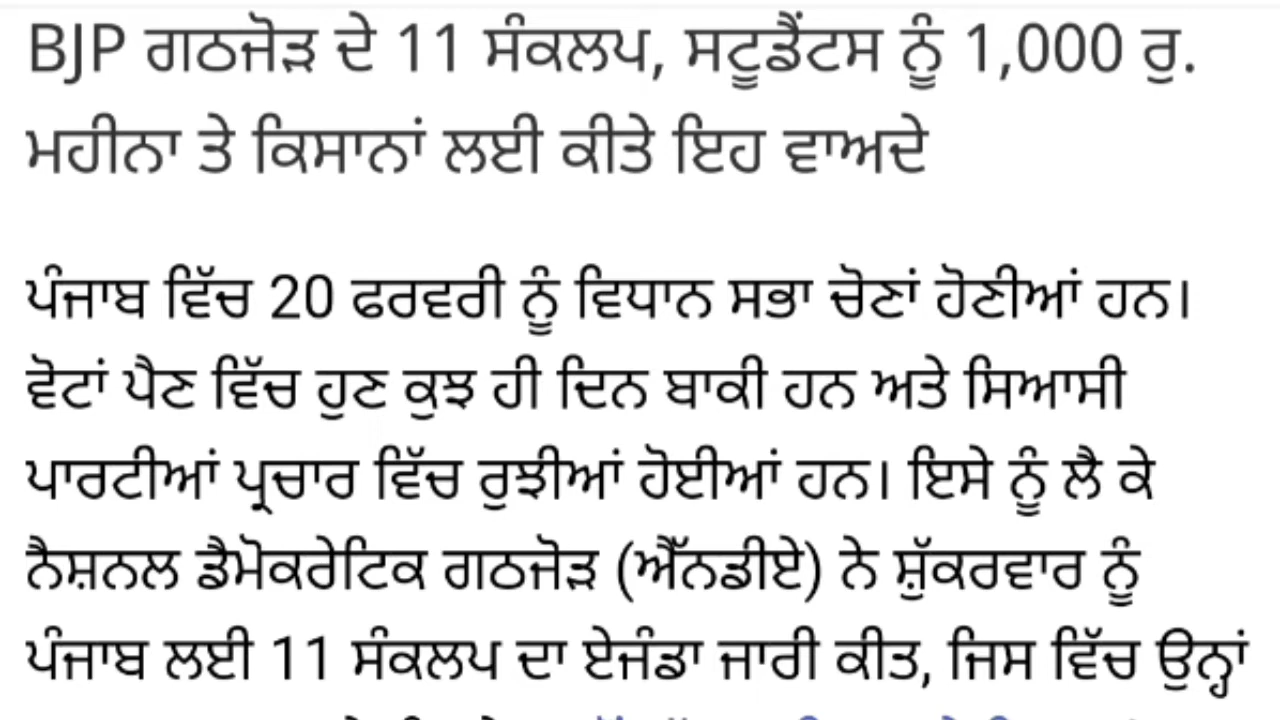 BJP ਗਠਜੋੜ ਦੇ 11 ਸੰਕਲਪ, ਸਟੂਡੈਂਟਸ ਨੂੰ 1,000 ਰੁ.
ਮਹੀਨਾ ਤੇ ਕਿਸਾਨਾਂ ਲਈ ਕੀਤੇ ਇਹ ਵਾਅਦੇ
ਪੰਜਾਬ ਵਿੱਚ 20 ਫਰਵਰੀ ਨੂੰ ਵਿਧਾਨ ਸਭਾ ਚੋਣਾਂ ਹੋਣੀਆਂ ਹਨ।
ਵੋਟਾਂ ਪੈਣ ਵਿੱਚ ਹੁਣ ਕੁਝ ਹੀ ਦਿਨ ਬਾਕੀ ਹਨ ਅਤੇ ਸਿਆਸੀ
ਪਾਰਟੀਆਂ ਪ੍ਰਚਾਰ ਵਿੱਚ ਰੁਝੀਆਂ ਹੋਈਆਂ ਹਨ। ਇਸੇ ਨੂੰ ਲੈ ਕੇ
ਨੈਸ਼ਨਲ ਡੈਮੋਕਰੇਟਿਕ ਗਠਜੋੜ (ਐੱਨਡੀਏ) ਨੇ ਸ਼ੁੱਕਰਵਾਰ ਨੂੰ
ਪੰਜਾਬ ਲਈ 11 ਸੰਕਲਪ ਦਾ ਏਜੰਡਾ ਜਾਰੀ ਕੀਤ, ਜਿਸ ਵਿੱਚ ਉਨ੍ਹਾਂ